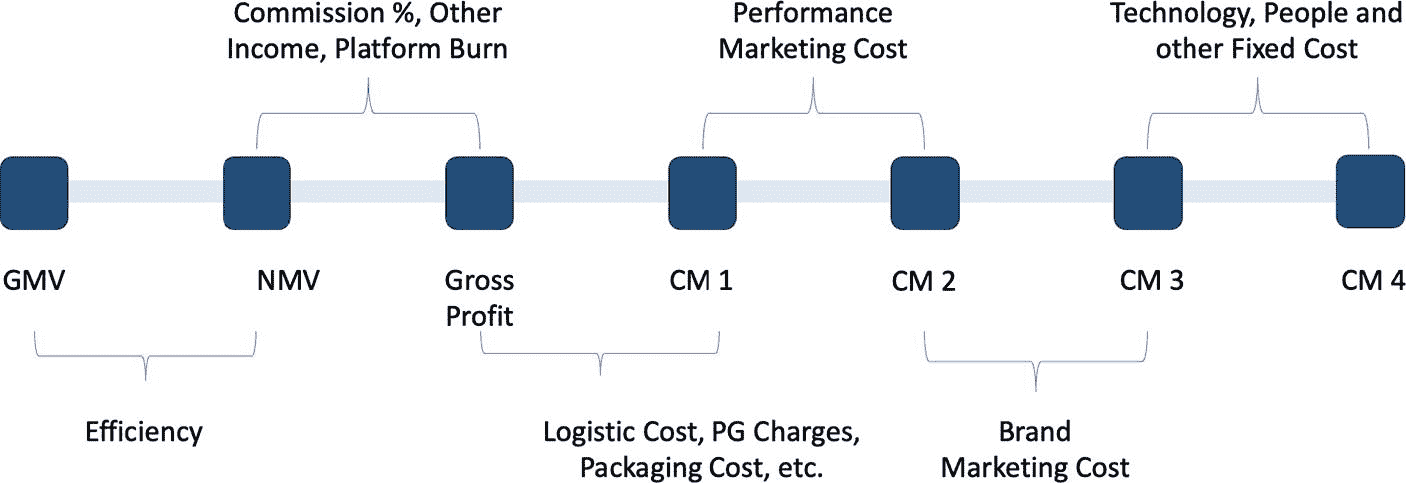 Commission %, Other
Income, Platform Burn
Performance
Marketing Cost
Technology, People and
other Fixed Cost
GMV
NMV
Gross
Profit
CM 1
CM 2
CM 3
CM 4
Efficiency
Logistic Cost, PG Charges,
Packaging Cost, etc.
Brand
Marketing Cost